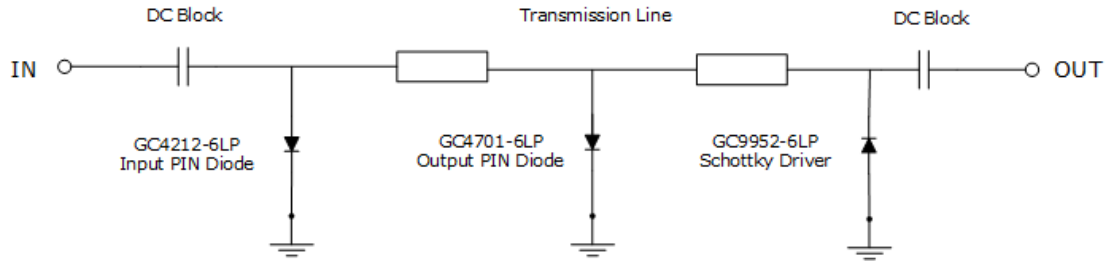 DC Block
Transmission Line
DC Block
IN
OUT
GC4212-6LP
Input PIN Diode
GC4701-6LP
Output PIN Diode
GC9952-6LP
Schottky Driver